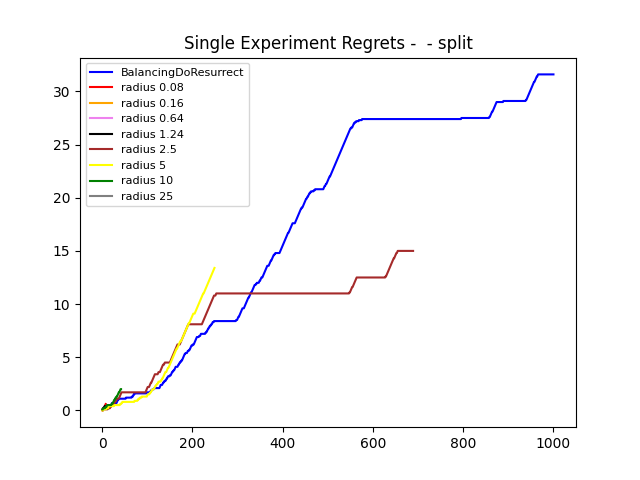 Single Experiment Regrets -  - split
BalancingDoResurrect
radius 0.08
radius 0.16
radius 0.64
radius 1.24
radius 2.5
radius 5
radius 10
radius 25
30
25
20
15
10
5
0
0 200 400 600 800 1000